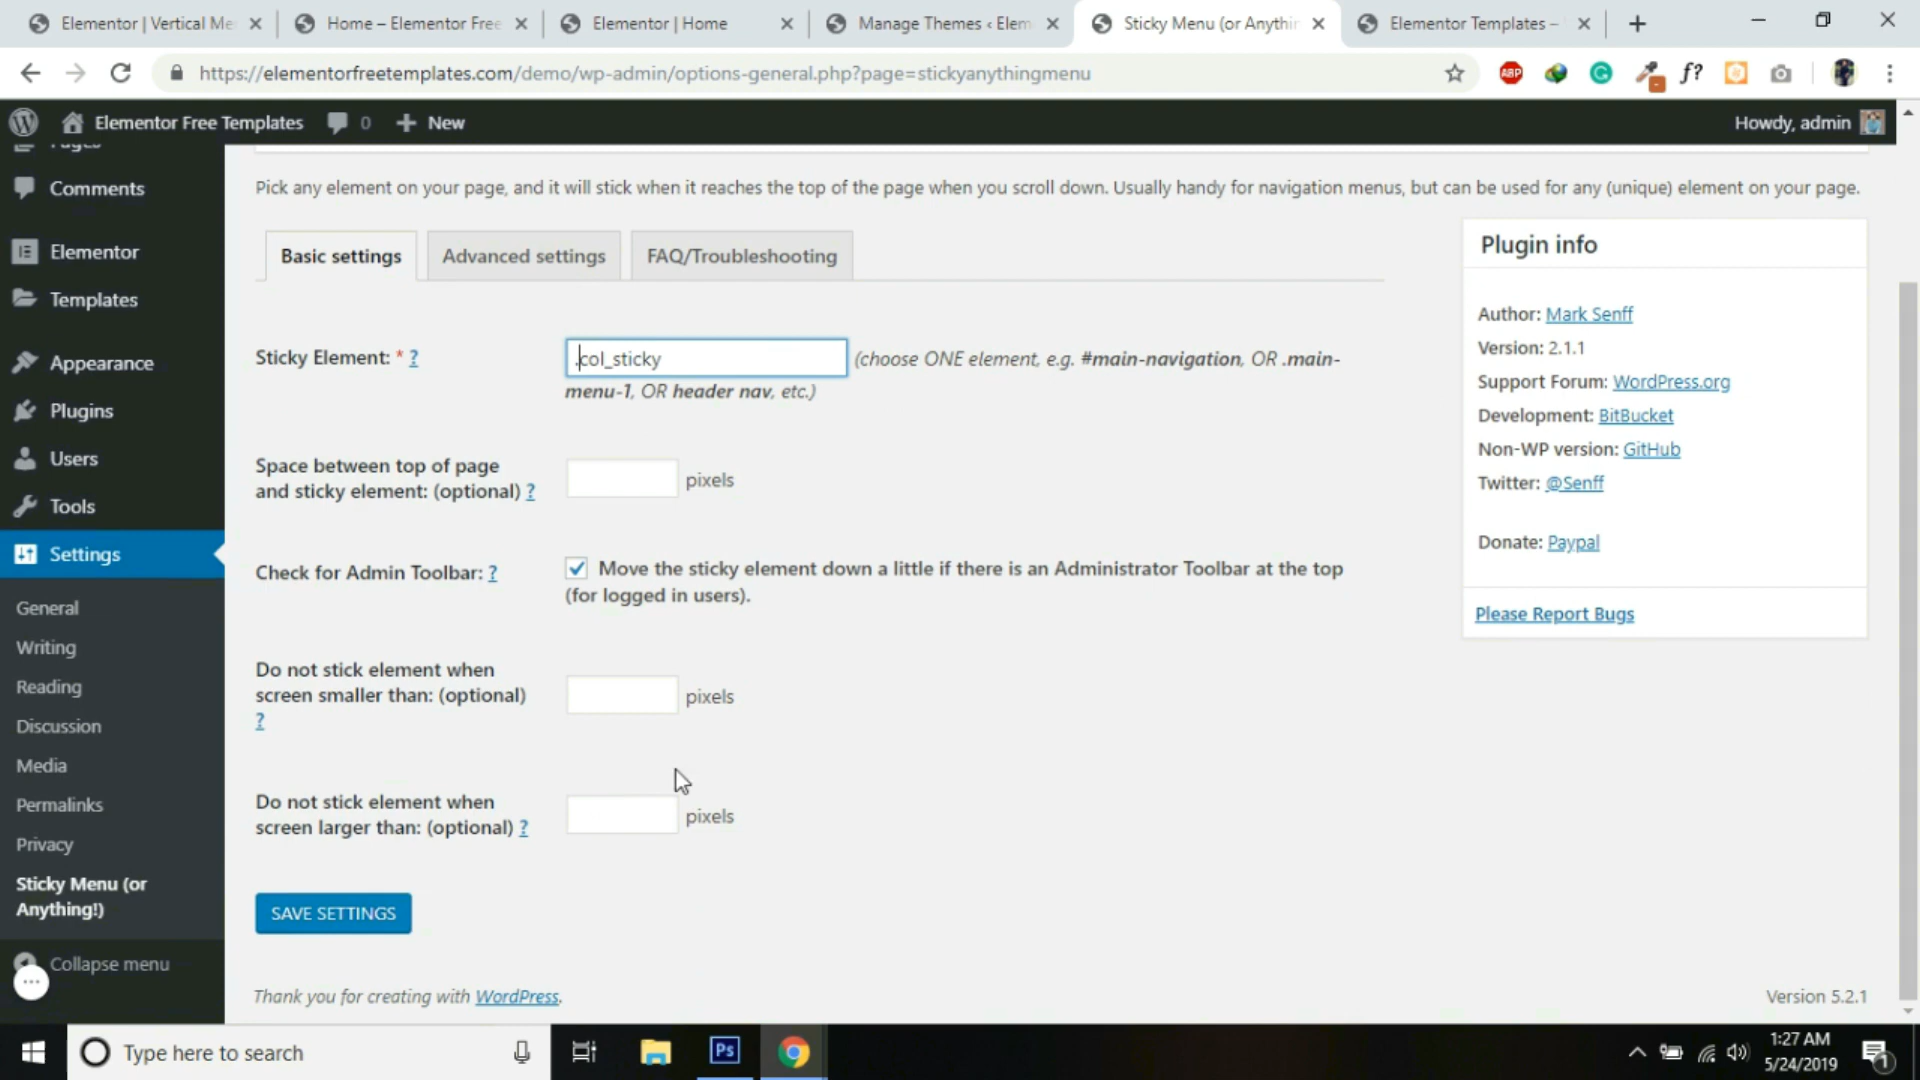 Elementor | Vertical Me
Home – Elementor Free
Elementor | Home
Manage Themes ‹ Elem
Sticky Menu (or Anythin
Elementor Templates –
https://elementorfreetemplates.com/demo/wp-admin/options-general.php?page=stickyanythingmenu
ABP
f?
Elementor Free Templates
0
New
Howdy, admin
Pages
Comments
Elementor
Templates
Appearance
Plugins
Users
Tools
Settings
General
Writing
Reading
Discussion
Media
Permalinks
Privacy
Sticky Menu (or
Anything!)
Collapse menu
Pick any element on your page, and it will stick when it reaches the top of the page when you scroll down. Usually handy for navigation menus, but can be used for any (unique) element on your page.
Basic settings
Advanced settings
FAQ/Troubleshooting
Sticky Element: * ?
.col_sticky
(choose ONE element, e.g. #main-navigation, OR .main-
menu-1, OR header nav, etc.)
Space between top of page
and sticky element: (optional) ?
pixels
Check for Admin Toolbar: ?
Move the sticky element down a little if there is an Administrator Toolbar at the top
(for logged in users).
Do not stick element when
screen smaller than: (optional)
?
pixels
Do not stick element when
screen larger than: (optional) ?
pixels
SAVE SETTINGS
Thank you for creating with WordPress.
Version 5.2.1
Plugin info
Author: Mark Senff
Version: 2.1.1
Support Forum: WordPress.org
Development: BitBucket
Non-WP version: GitHub
Twitter: @Senff
Donate: Paypal
Please Report Bugs
Type here to search
Ps
1:27 AM
5/24/2019
1